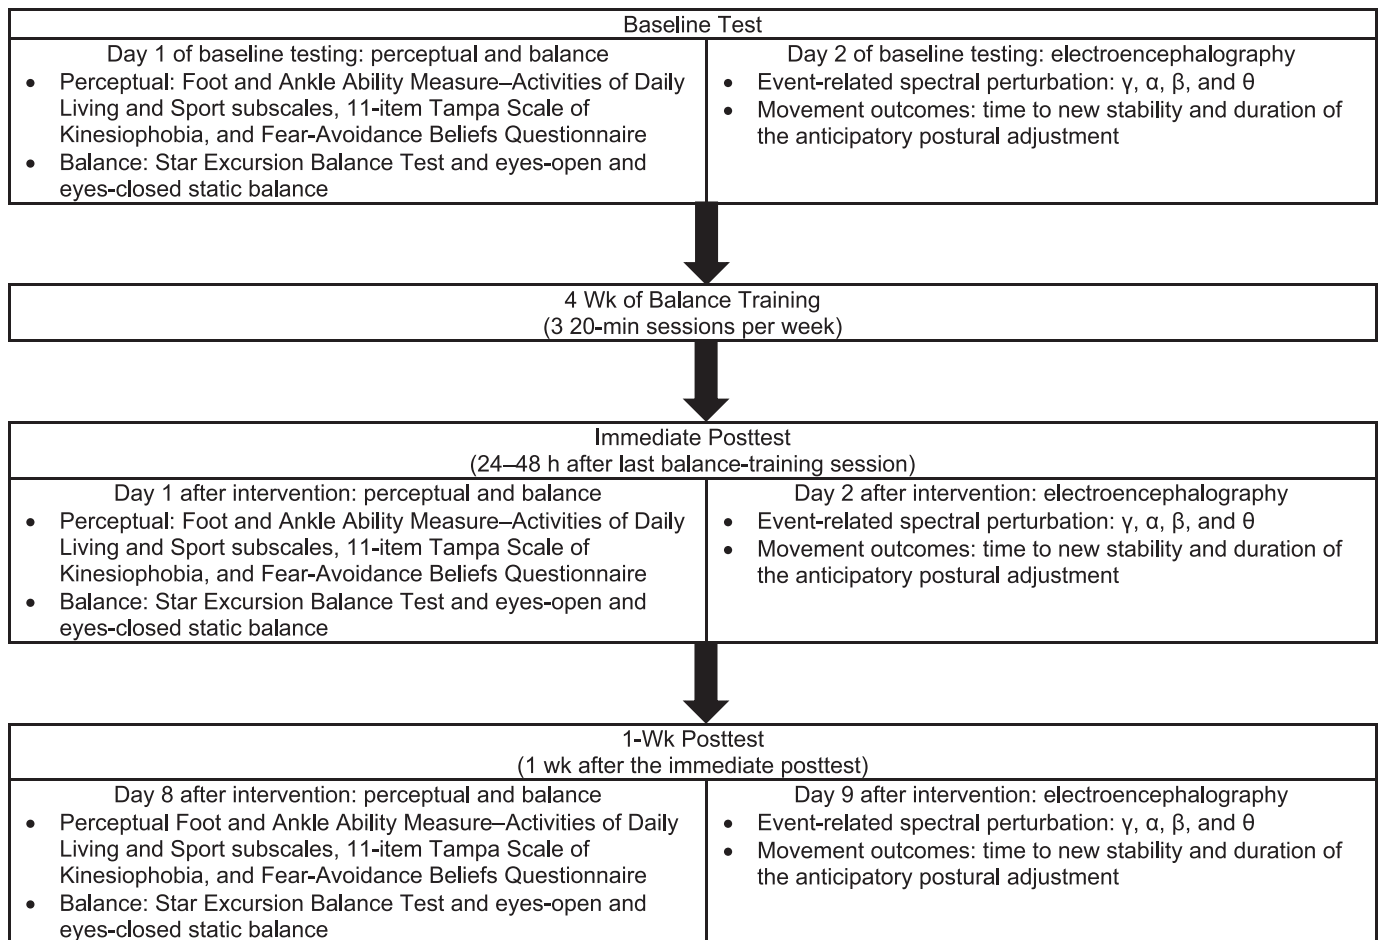 Baseline Test
Day 1 of baseline testing: perceptual and balance
• Perceptual: Foot and Ankle Ability Measure–Activities of Daily
Living and Sport subscales, 11-item Tampa Scale of
Kinesiophobia, and Fear-Avoidance Beliefs Questionnaire
• Balance: Star Excursion Balance Test and eyes-open and
eyes-closed static balance
Day 2 of baseline testing: electroencephalography
• Event-related spectral perturbation: γ, α, β, and θ
• Movement outcomes: time to new stability and duration of
the anticipatory postural adjustment
4 Wk of Balance Training
(3 20-min sessions per week)
Immediate Posttest
(24–48 h after last balance-training session)
Day 1 after intervention: perceptual and balance
• Perceptual: Foot and Ankle Ability Measure–Activities of Daily
Living and Sport subscales, 11-item Tampa Scale of
Kinesiophobia, and Fear-Avoidance Beliefs Questionnaire
• Balance: Star Excursion Balance Test and eyes-open and
eyes-closed static balance
Day 2 after intervention: electroencephalography
• Event-related spectral perturbation: γ, α, β, and θ
• Movement outcomes: time to new stability and duration of
the anticipatory postural adjustment
1-Wk Posttest
(1 wk after the immediate posttest)
Day 8 after intervention: perceptual and balance
• Perceptual Foot and Ankle Ability Measure–Activities of Daily
Living and Sport subscales, 11-item Tampa Scale of
Kinesiophobia, and Fear-Avoidance Beliefs Questionnaire
• Balance: Star Excursion Balance Test and eyes-open and
eyes-closed static balance
Day 9 after intervention: electroencephalography
• Event-related spectral perturbation: γ, α, β, and θ
• Movement outcomes: time to new stability and duration of
the anticipatory postural adjustment